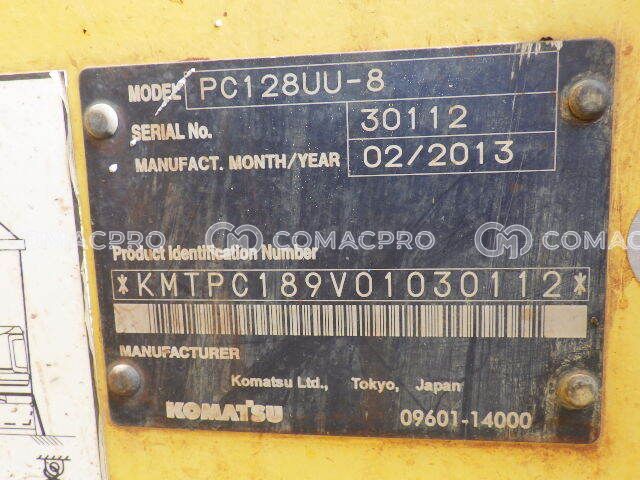 MODEL PC128UU-8
SERIAL No. 30112
MANUFACT. MONTH/YEAR 02/2013
COMACPRO COMACPRO COMACPRO
Product Identification Number
*KMTPC189V01030112*
MANUFACTURER
Komatsu Ltd., Tokyo, Japan
KOMATSU 09601-14000